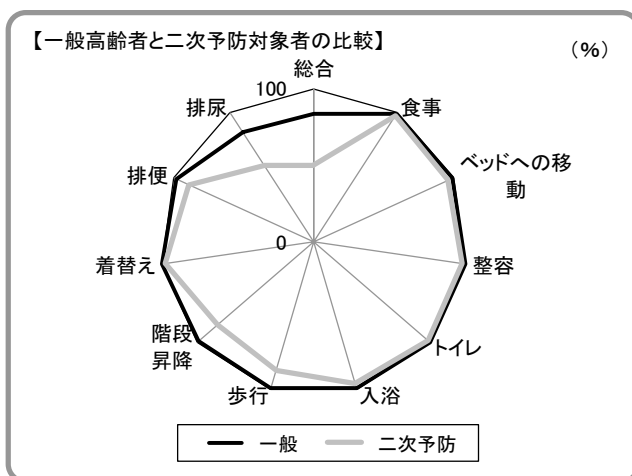 【一般高齢者と二次予防対象者の比較】
（%）
総合
100
食事
ベッドへの移
動
整容
トイレ
入浴
歩行
階段
昇降
着替え
排便
排尿
0
一般
二次予防